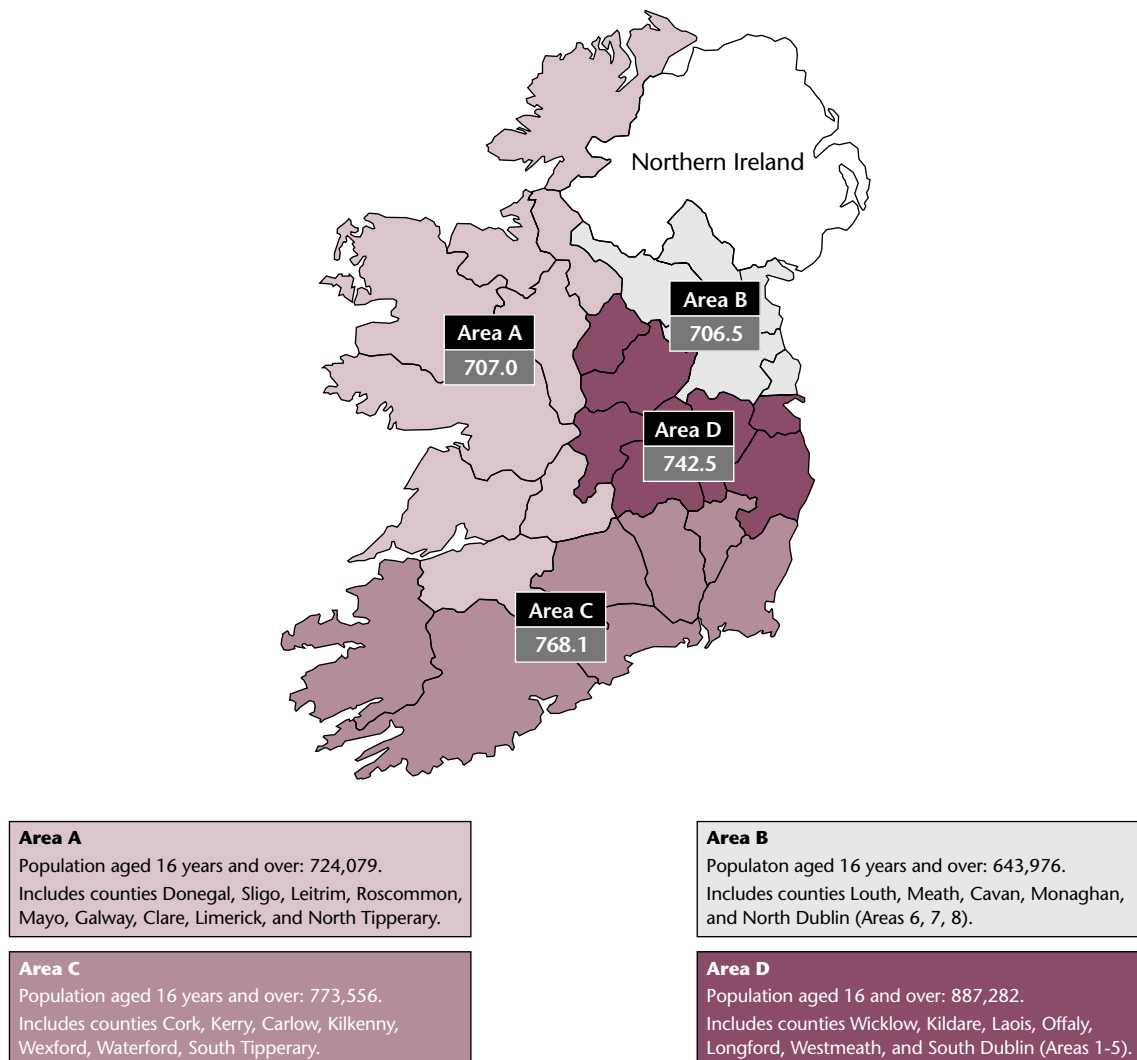 Northern Ireland
Area B
706.5
Area A
707.0
Area D
742.5
Area C
768.1
Area A
Population aged 16 years and over: 724,079.
Includes counties Donegal, Sligo, Leitrim, Roscommon,
Mayo, Galway, Clare, Limerick, and North Tipperary.
Area B
Populaton aged 16 years and over: 643,976.
Includes counties Louth, Meath, Cavan, Monaghan,
and North Dublin (Areas 6, 7, 8).
Area C
Population aged 16 years and over: 773,556.
Includes counties Cork, Kerry, Carlow, Kilkenny,
Wexford, Waterford, South Tipperary.
Area D
Population aged 16 and over: 887,282.
Includes counties Wicklow, Kildare, Laois, Offaly,
Longford, Westmeath, and South Dublin (Areas 1-5).